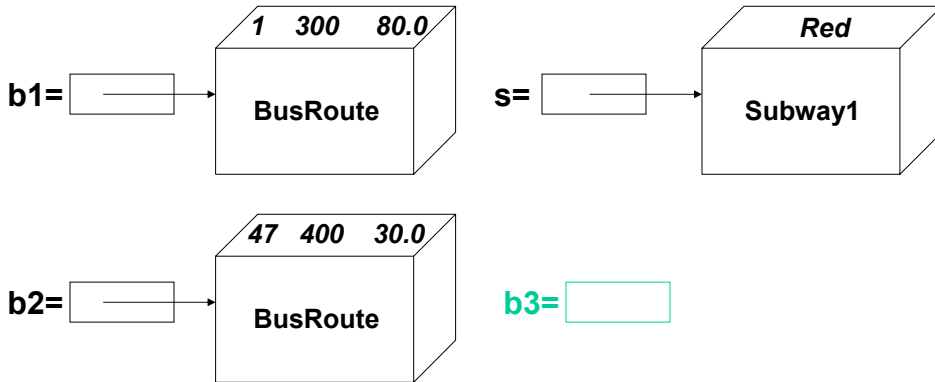 1 300 80.0
b1=
BusRoute
Red
s=
Subway1
47 400 30.0
b2=
BusRoute
b3=